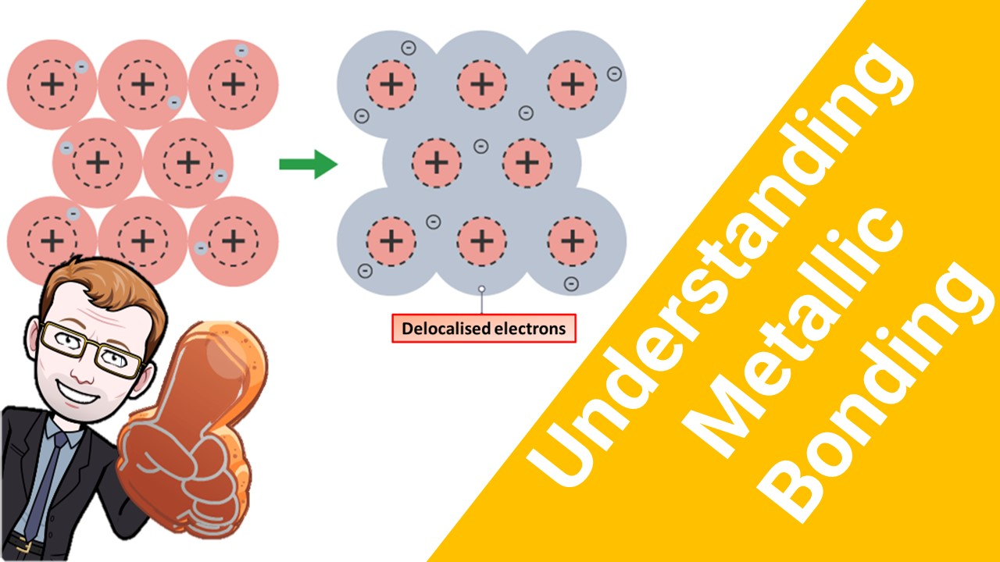 Delocalised electrons
Understanding
Metallic
Bonding